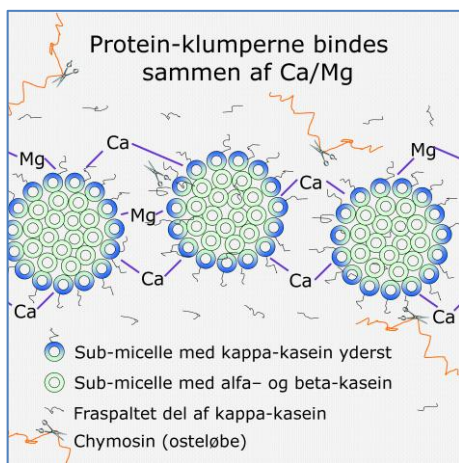 Protein-klumperne bindes
sammen af Ca/Mg
Ca
Mg
Mg
Ca
Mg
Ca
Ca
Ca
Ca
Ca
Sub-micelle med kappa-kasein yderst
Sub-micelle med alfa– og beta-kasein
Fraspaltet del af kappa-kasein
Chymosin (osteløbe)